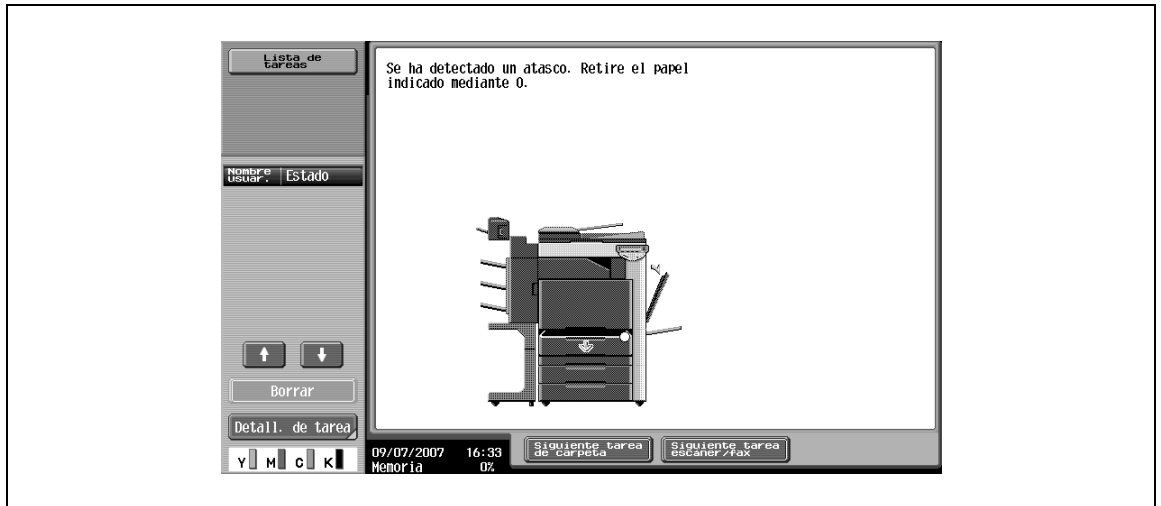 Lista de
tareas
Se ha detectado un atasco. Retire el papel
indicado mediante O.
Nombre
usuar.
Estado
Borrar
Detall. de tarea
Y M C K
09/07/2007 16:33
Memoria 0%
Siguiente tarea
de carpeta
Siguiente tarea
escáner/fax